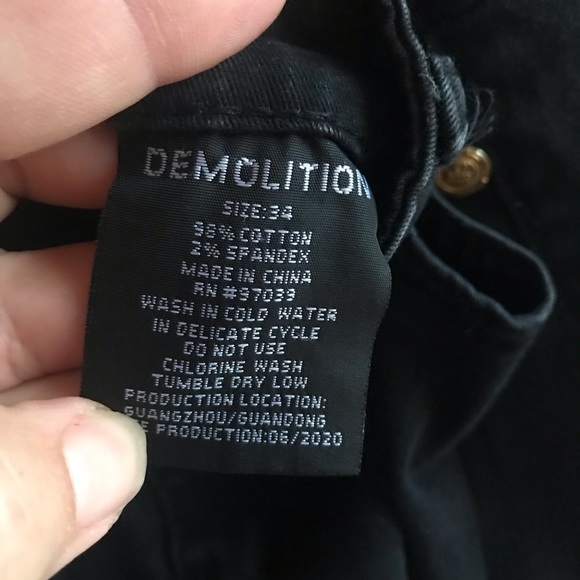 DEMOLITION
SIZE:34
98% COTTON
2% SPANDEX
MADE IN CHINA
RN #97039
WASH IN COLD WATER
IN DELICATE CYCLE
DO NOT USE
CHLORINE WASH
TUMBLE DRY LOW
PRODUCTION LOCATION:
GUANGZHOU/GUANDONG
PRODUCTION:06/2020